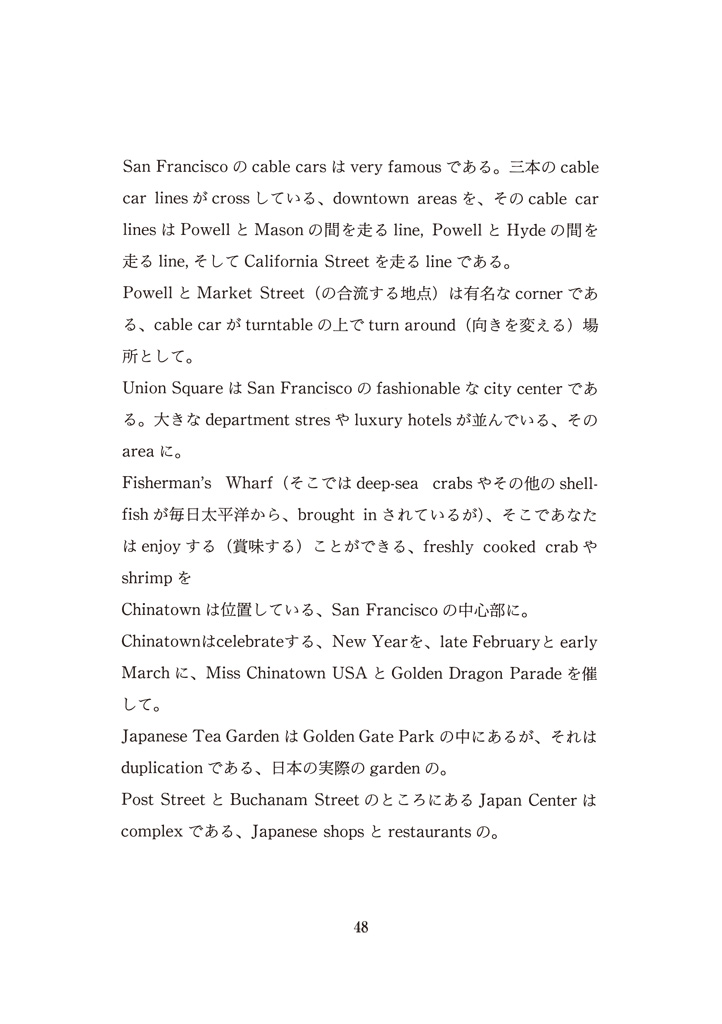 San Francisco の cable cars は very famous である。三本の cable
car lines が cross している、downtown areas を、その cable car
lines は Powell と Mason の間を走る line, Powell と Hyde の間を
走る line, そして California Street を走る line である。
Powell と Market Street（の合流する地点）は有名な corner であ
る、cable car が turntable の上で turn around（向きを変える）場
所として。
Union Square は San Francisco の fashionable な city center であ
る。大きな department stres や luxury hotels が並んでいる、その
area に。
Fisherman's Wharf（そこでは deep-sea crabs やその他の shell-
fish が毎日太平洋から、brought in されているが）、そこであなた
は enjoy する（賞味する）ことができる、freshly cooked crab や
shrimp を
Chinatown は位置している、San Francisco の中心部に。
Chinatownはcelebrateする、New Yearを、late Februaryと early
March に、Miss Chinatown USA と Golden Dragon Parade を催
して。
Japanese Tea Garden は Golden Gate Park の中にあるが、それは
duplication である、日本の実際の garden の。
Post Street と Buchanam Street のところにある Japan Center は
complex である、Japanese shops と restaurants の。
48